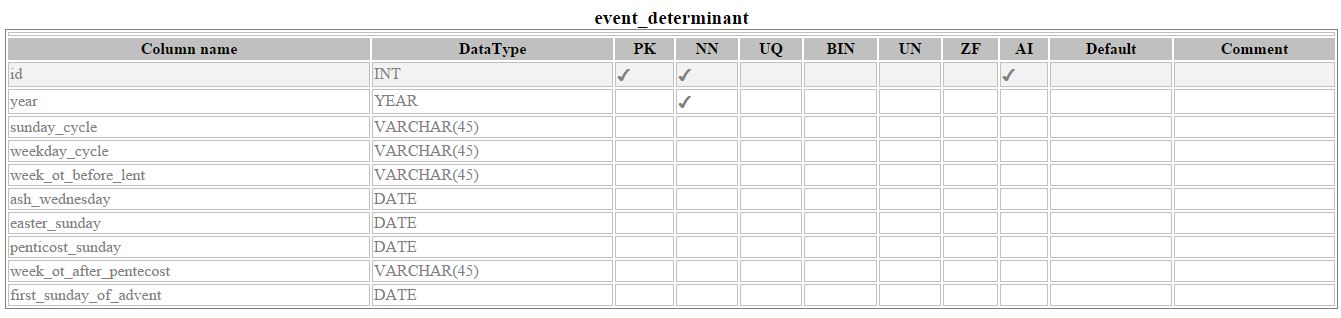 event_determinant
Column name DataType PK NN UQ BIN UN ZF AI Default Comment
id INT ✓ ✓ ✓
year YEAR ✓
sunday_cycle VARCHAR(45)
weekday_cycle VARCHAR(45)
week_ot_before_lent VARCHAR(45)
ash_wednesday DATE
easter_sunday DATE
penticost_sunday DATE
week_ot_after_pentecost VARCHAR(45)
first_sunday_of_advent DATE